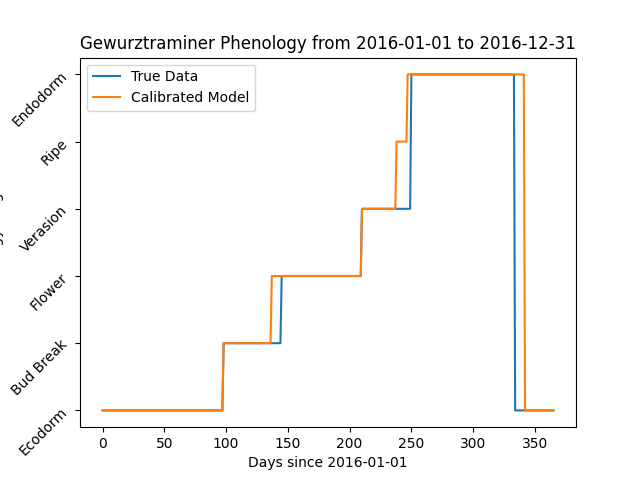 Gewurztraminer Phenology from 2016-01-01 to 2016-12-31
True Data
Calibrated Model
Endodorm
Ripe
Verasion
Flower
Bud Break
Ecodorm
0 50 100 150 200 250 300 350
Days since 2016-01-01